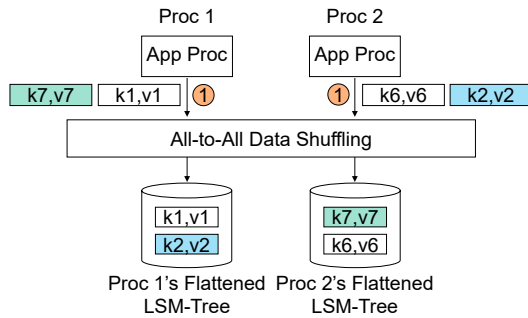 Proc 1 Proc 2
App Proc App Proc
k7,v7 k1,v1 1 1 k6,v6 k2,v2
All-to-All Data Shuffling
k1,v1 k7,v7
k2,v2 k6,v6
Proc 1's Flattened Proc 2's Flattened
LSM-Tree LSM-Tree